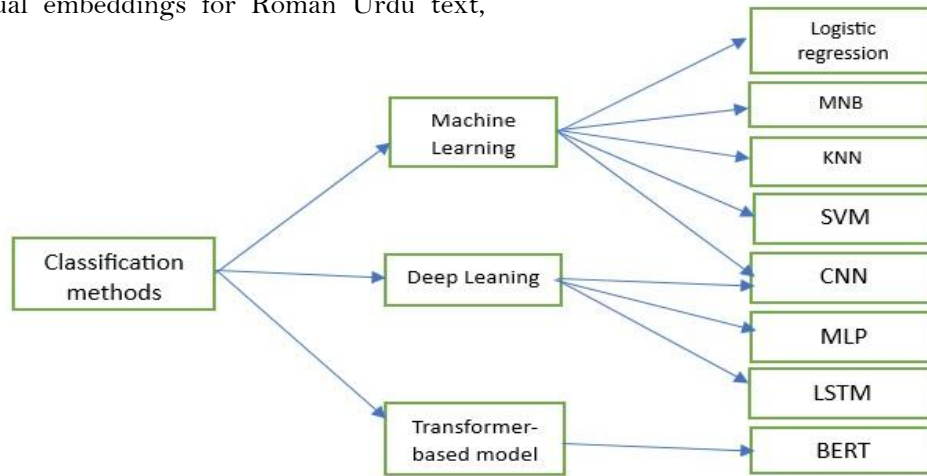 ual embeddings for Roman Urdu text,
Logistic
regression
MNB
Machine
Learning
KNN
SVM
Classification
methods
Deep Leaning
CNN
MLP
LSTM
Transformer-
based model
BERT